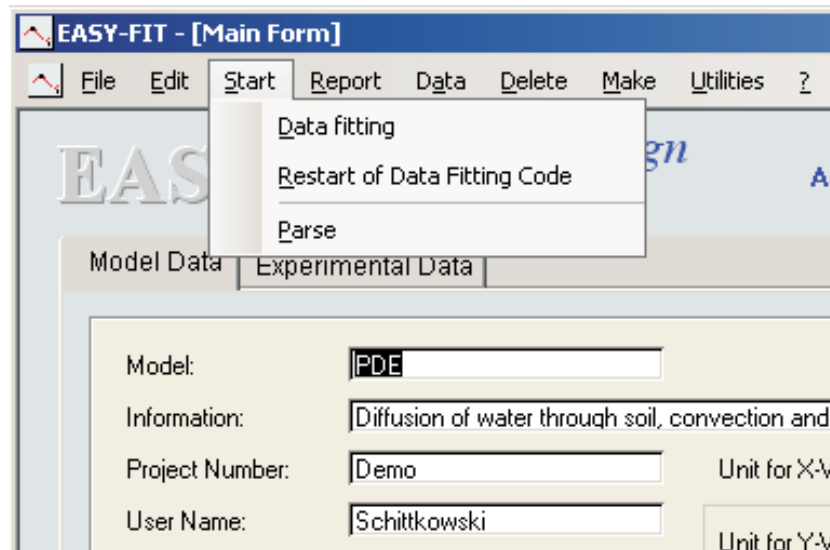 EASY-FIT - [Main Form]
File Edit Start Report Data Delete Make Utilities ?
Data fitting
Restart of Data Fitting Code
Parse
EAS
gn
A
Model Data Experimental Data
Model: PDE
Information: Diffusion of water through soil, convection and
Project Number: Demo Unit for X-V
User Name: Schittkowski
Unit for Y-V